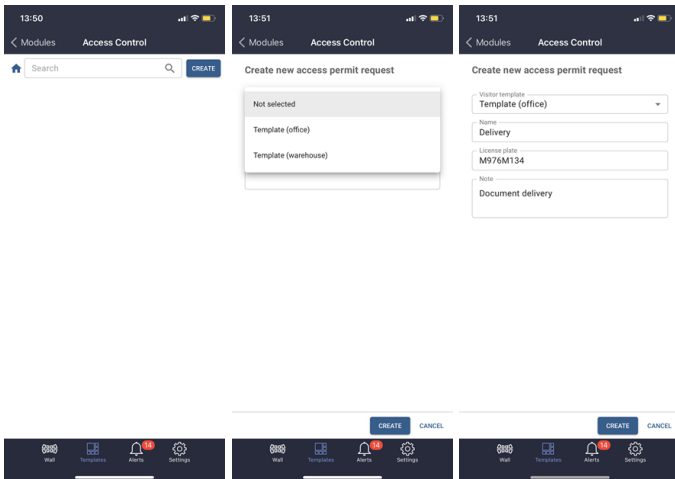 13:50
Modules
Access Control
Search
CREATE
Wall
Templates
14
Alerts
Settings
13:51
Modules
Access Control
Create new access permit request
Not selected
Template (office)
Template (warehouse)
CREATE
CANCEL
Wall
Templates
14
Alerts
Settings
13:51
Modules
Access Control
Create new access permit request
Visitor template
Template (office)
Name
Delivery
License plate
M976M134
Note
Document delivery
CREATE
CANCEL
Wall
Templates
14
Alerts
Settings